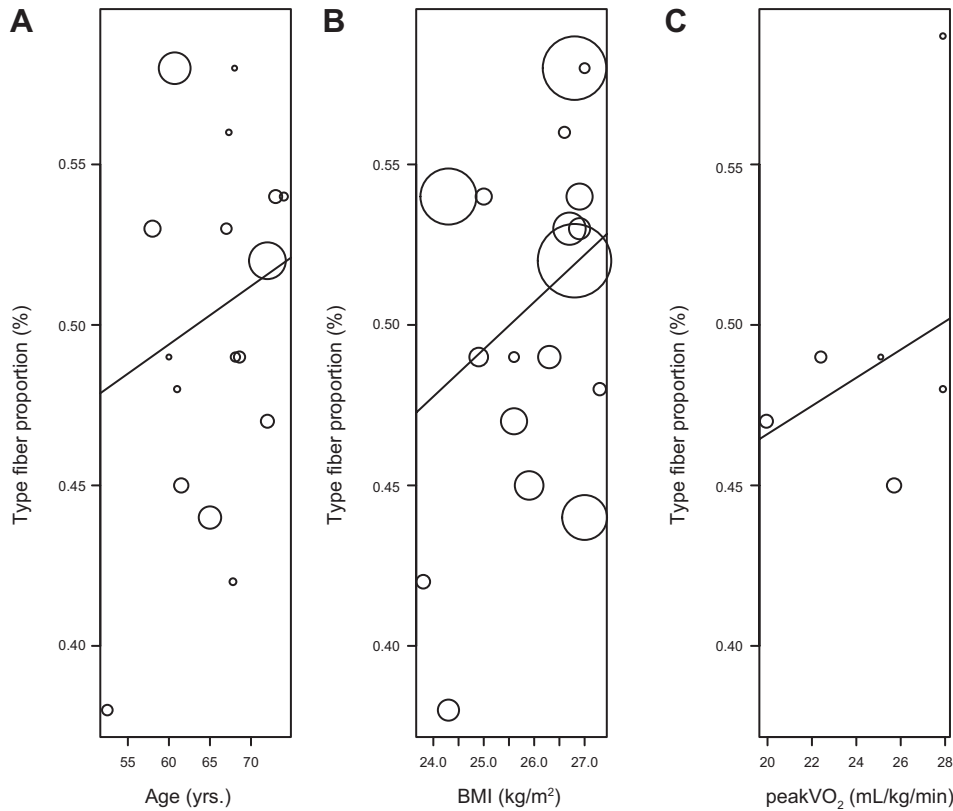 A
Type fiber proportion (%)
0.55
0.50
0.45
0.40
55 60 65 70
Age (yrs.)
B
Type fiber proportion (%)
0.55
0.50
0.45
0.40
24.0 25.0 26.0 27.0
BMI (kg/m²)
C
Type fiber proportion (%)
0.55
0.50
0.45
0.40
20 22 24 26 28
peakVO₂ (mL/kg/min)